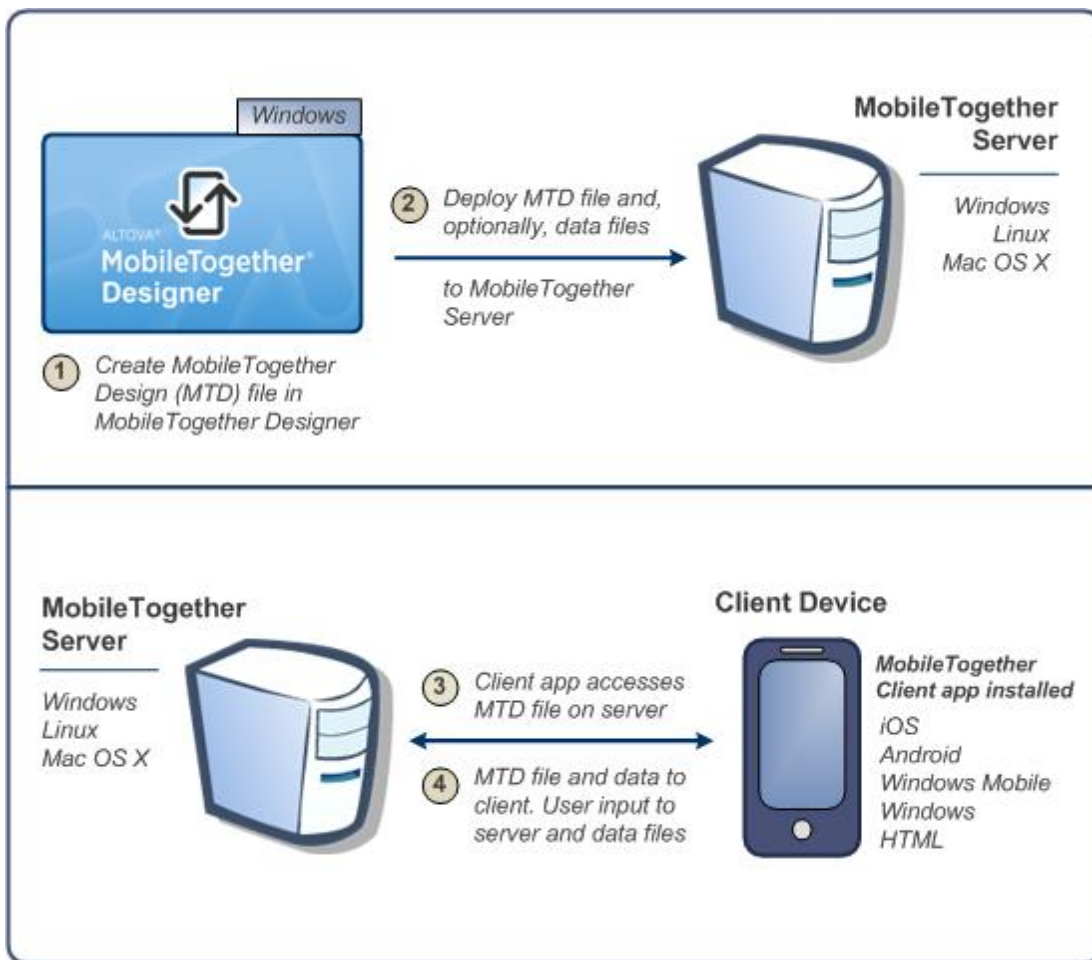 Windows
ALTOVA®
MobileTogether®
Designer
1
Create MobileTogether
Design (MTD) file in
MobileTogether Designer
2
Deploy MTD file and,
optionally, data files
to MobileTogether
Server
MobileTogether
Server
Windows
Linux
Mac OS X
MobileTogether
Server
Windows
Linux
Mac OS X
3
Client app accesses
MTD file on server
4
MTD file and data to
client. User input to
server and data files
Client Device
MobileTogether
Client app installed
iOS
Android
Windows Mobile
Windows
HTML